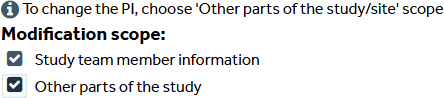 To change the PI, choose 'Other parts of the study/site' scope
Modification scope:
Study team member information
Other parts of the study